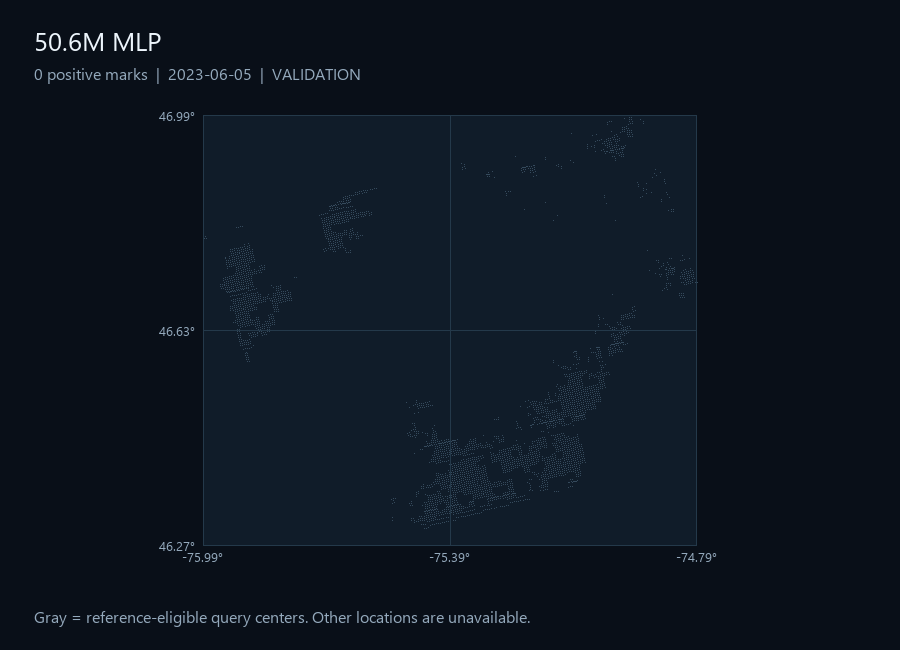 50.6M MLP
0 positive marks | 2023-06-05 | VALIDATION
46.99°
46.63°
46.27°
-75.99° -75.39° -74.79°
Gray = reference-eligible query centers. Other locations are unavailable.